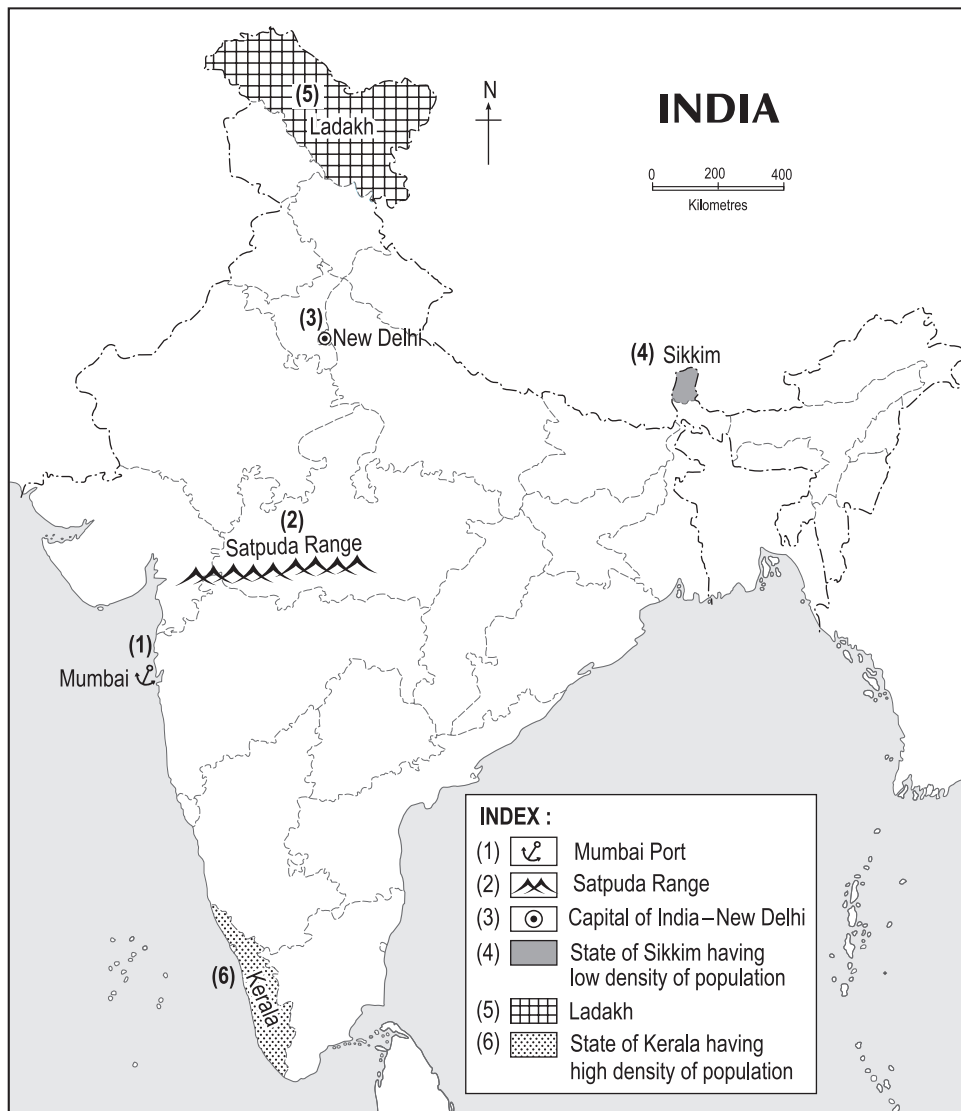 INDIA
N
0 200 400
Kilometres
(5)
Ladakh
(3)
New Delhi
(4) Sikkim
(2)
Satpuda Range
(1)
Mumbai
(6)
Kerala
INDEX :
(1) Mumbai Port
(2) Satpuda Range
(3) Capital of India – New Delhi
(4) State of Sikkim having
low density of population
(5) Ladakh
(6) State of Kerala having
high density of population